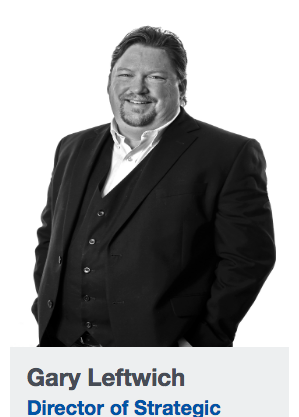 Gary Leftwich
Director of Strategic